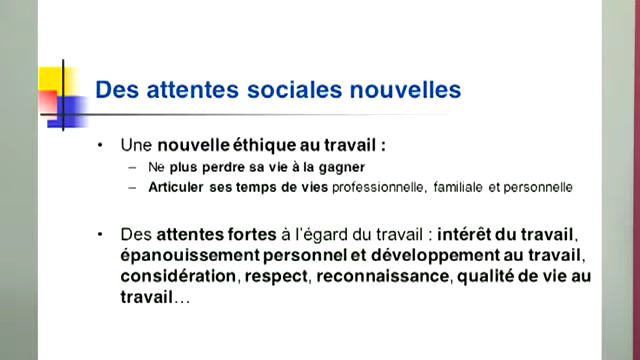 Des attentes sociales nouvelles
• Une nouvelle éthique au travail :
– Ne plus perdre sa vie à la gagner
– Articuler ses temps de vies professionnelle, familiale et personnelle
• Des attentes fortes à l'égard du travail : intérêt du travail,
épanouissement personnel et développement au travail,
considération, respect, reconnaissance, qualité de vie au
travail…